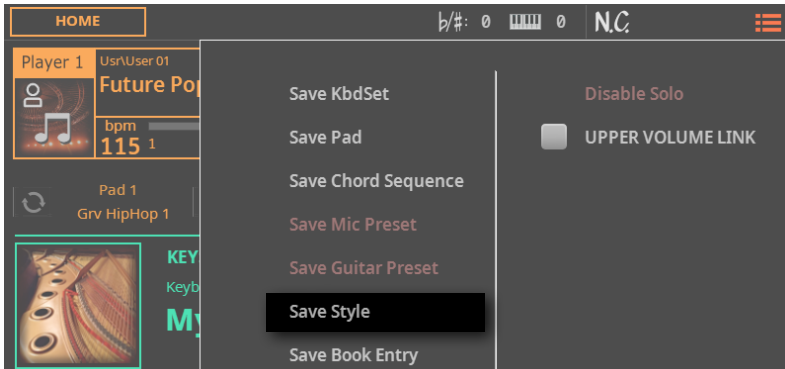 HOME
♭/#: 0
0
N.C.
Player 1
Usr\User 01
Future Pop
bpm
115 1
Pad 1
Grv HipHop 1
KEY
Keyb
My
Save KbdSet
Save Pad
Save Chord Sequence
Save Mic Preset
Save Guitar Preset
Save Style
Save Book Entry
Disable Solo
UPPER VOLUME LINK